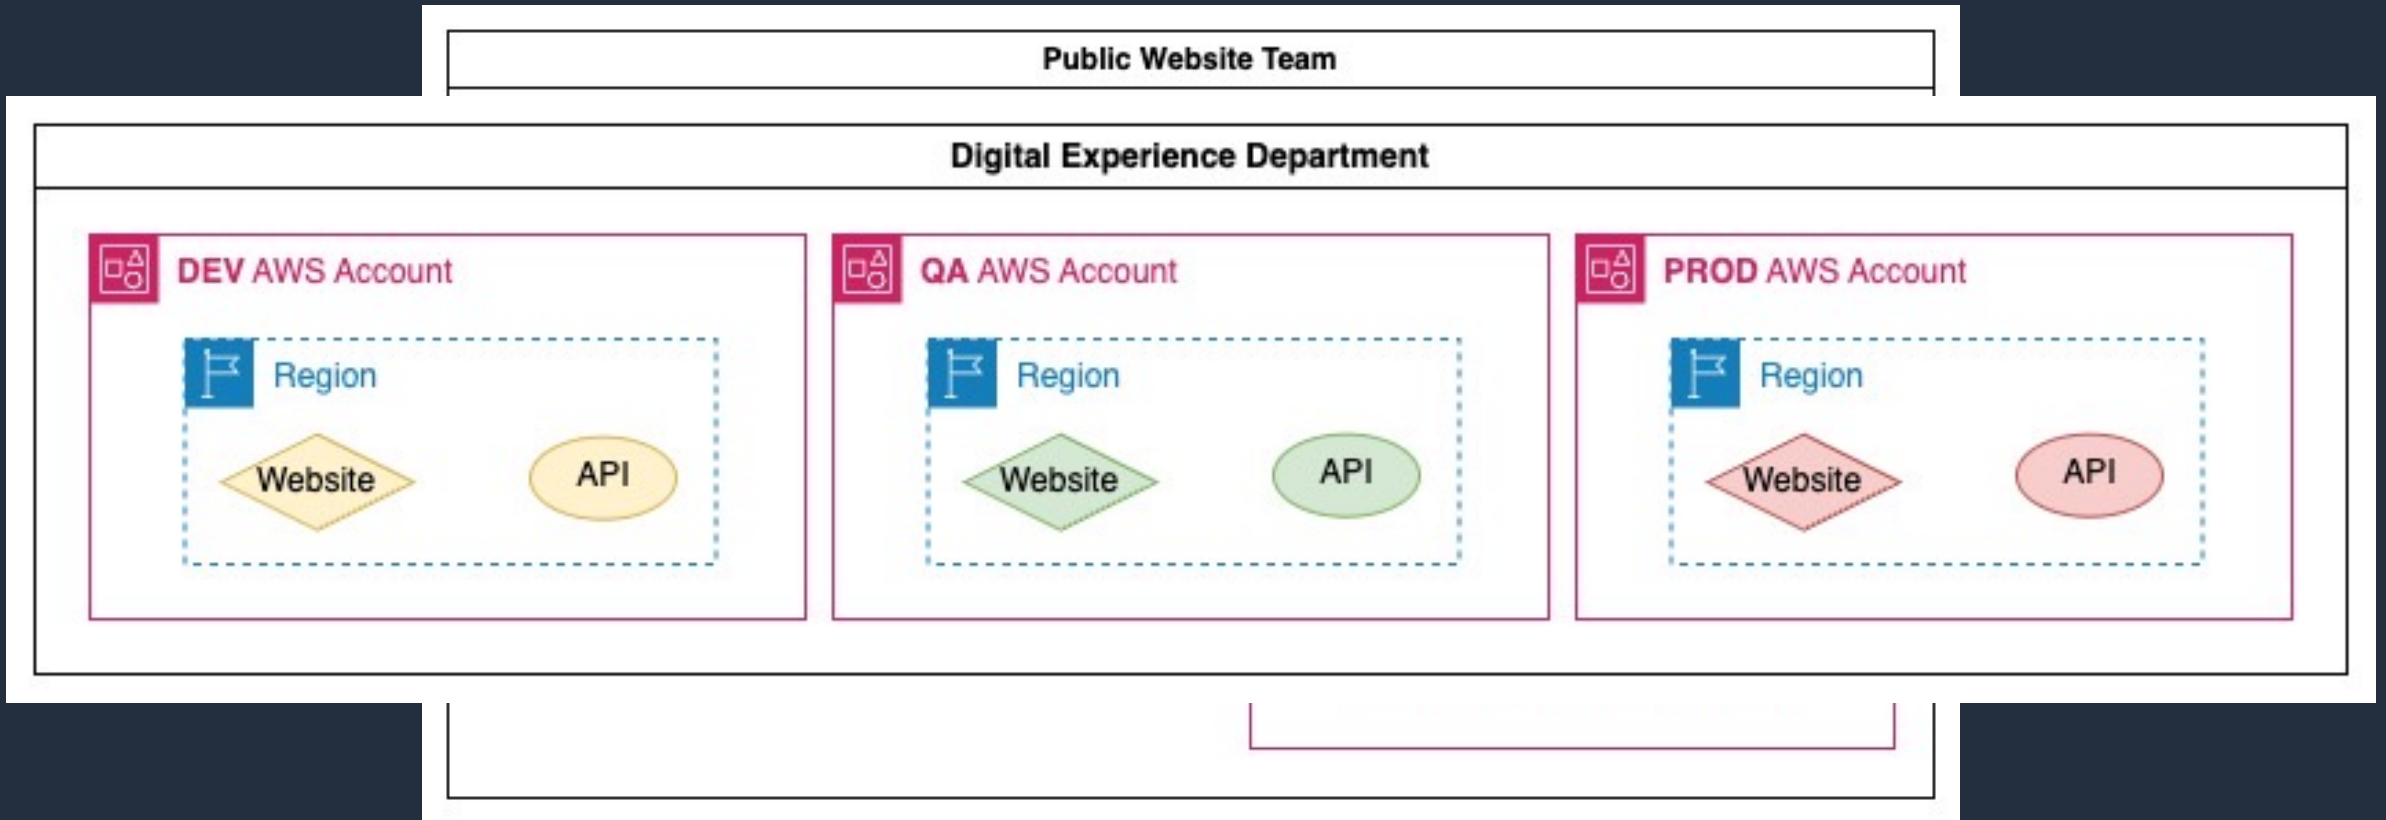 Public Website Team
Digital Experience Department
DEV AWS Account
QA AWS Account
PROD AWS Account
Region
Region
Region
Website
API
Website
API
Website
API